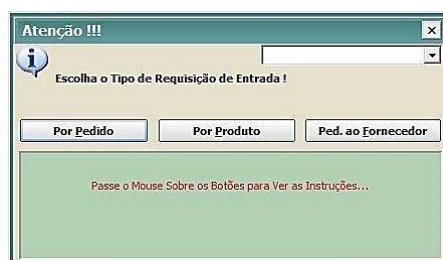 Atenção !!!
Escolha o Tipo de Requisição de Entrada !
Por Pedido Por Produto Ped. ao Fornecedor
Passe o Mouse Sobre os Botões para Ver as Instruções...